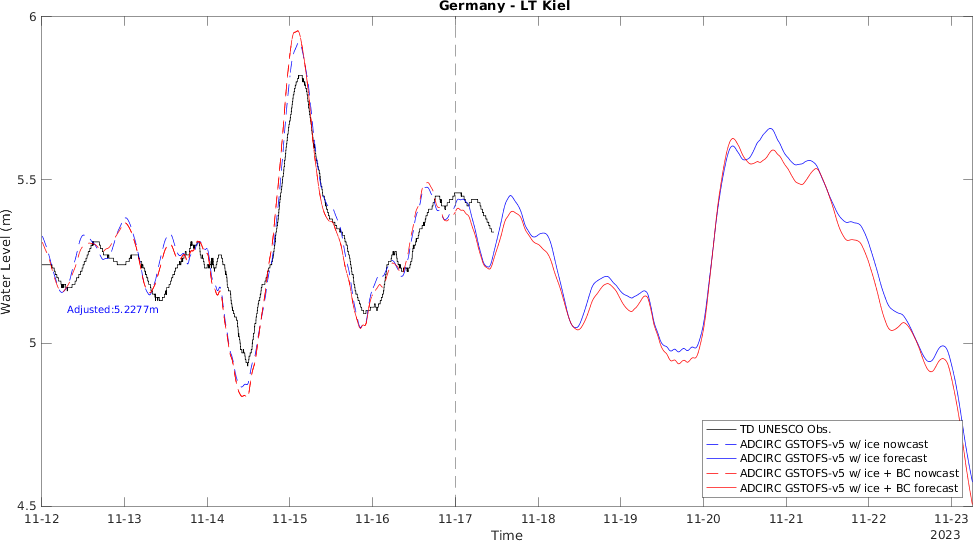 Germany - LT Kiel
6
5.5
5
4.5
Water Level (m)
Adjusted:5.2277m
TD UNESCO Obs.
ADCIRC GSTOFS-v5 w/ ice nowcast
ADCIRC GSTOFS-v5 w/ ice forecast
ADCIRC GSTOFS-v5 w/ ice + BC nowcast
ADCIRC GSTOFS-v5 w/ ice + BC forecast
11-12 11-13 11-14 11-15 11-16 11-17 11-18 11-19 11-20 11-21 11-22 11-23
2023
Time